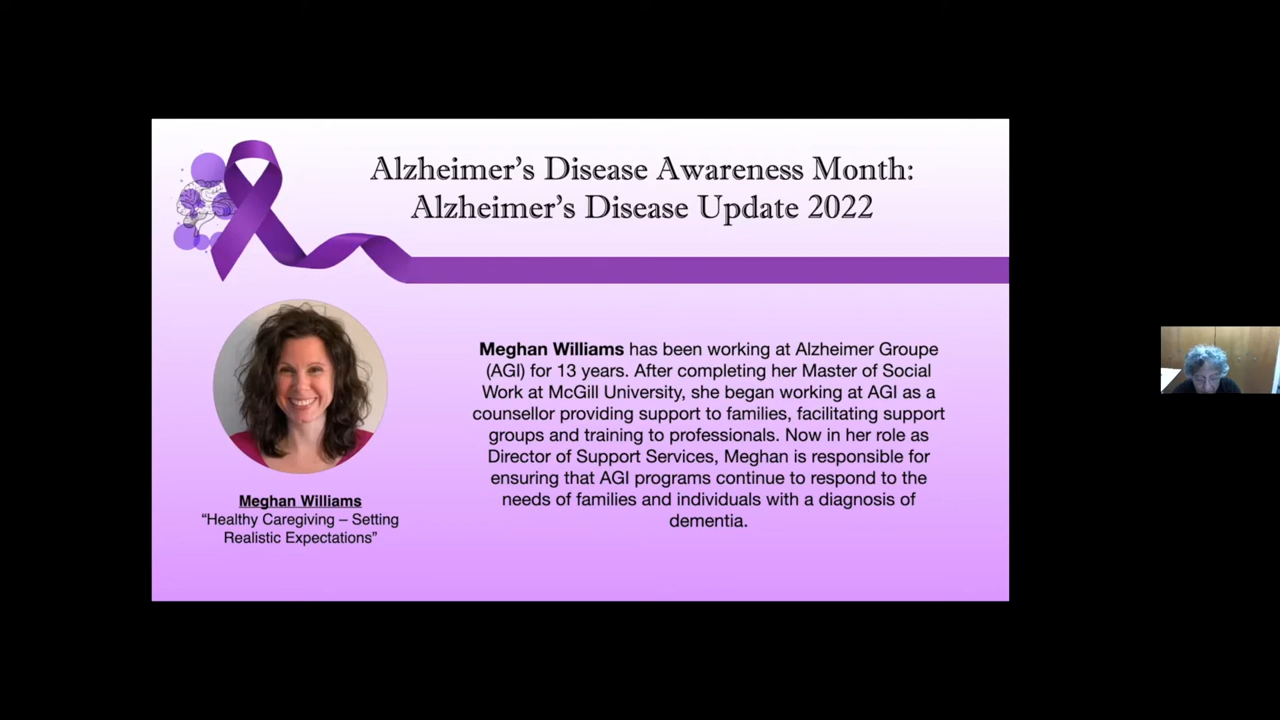 Alzheimer’s Disease Awareness Month:
Alzheimer’s Disease Update 2022
Meghan Williams has been working at Alzheimer Groupe
(AGI) for 13 years. After completing her Master of Social
Work at McGill University, she began working at AGI as a
counsellor providing support to families, facilitating support
groups and training to professionals. Now in her role as
Director of Support Services, Meghan is responsible for
ensuring that AGI programs continue to respond to the
needs of families and individuals with a diagnosis of
dementia.
Meghan Williams
“Healthy Caregiving – Setting
Realistic Expectations”